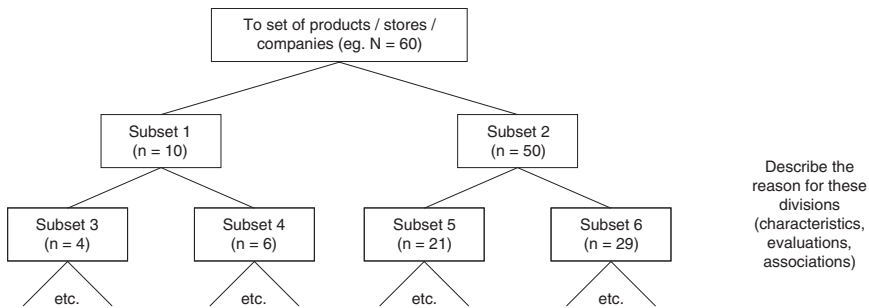 To set of products / stores /
companies (eg. N = 60)
Subset 1
(n = 10)
Subset 2
(n = 50)
Subset 3
(n = 4)
Subset 4
(n = 6)
Subset 5
(n = 21)
Subset 6
(n = 29)
etc.
etc.
etc.
etc.
Describe the
reason for these
divisions
(characteristics,
evaluations,
associations)